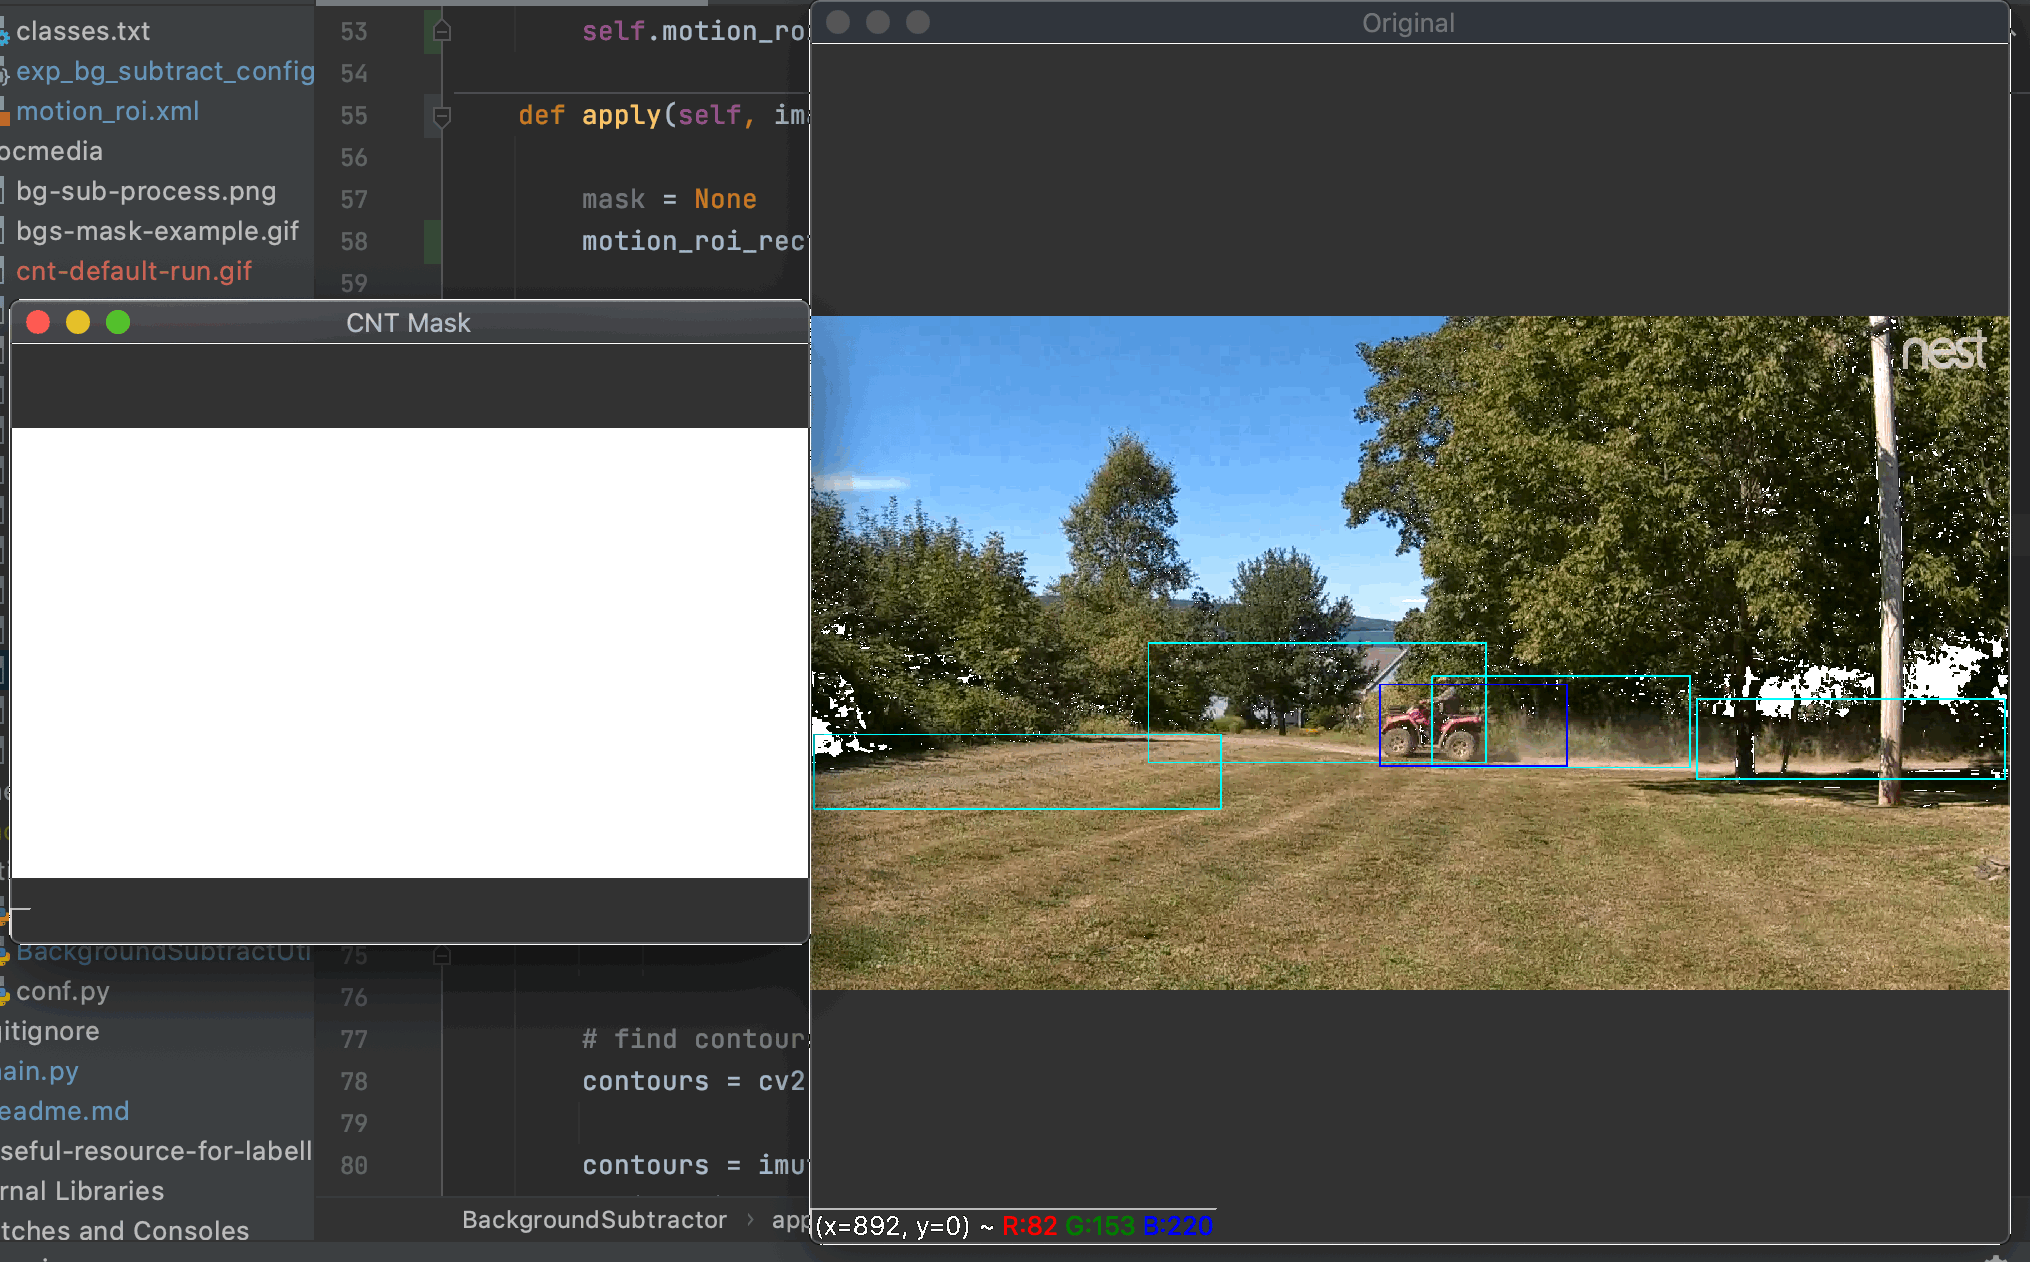 classes.txt
exp_bg_subtract_config
motion_roi.xml
ocmedia
bg-sub-process.png
bgs-mask-example.gif
cnt-default-run.gif
53 self.motion_ro
54
55 def apply(self, im
56
57 mask = None
58 motion_roi_rec
59
CNT Mask
Original
nest
BackgroundSubtractUti
conf.py
gitignore
ain.py
eadme.md
seful-resource-for-labell
rnal Libraries
tches and Consoles
75
76
77 # find contour
78 contours = cv2
79
80 contours = imu
BackgroundSubtractor › app
(x=892, y=0) ~ R:82 G:153 B:220